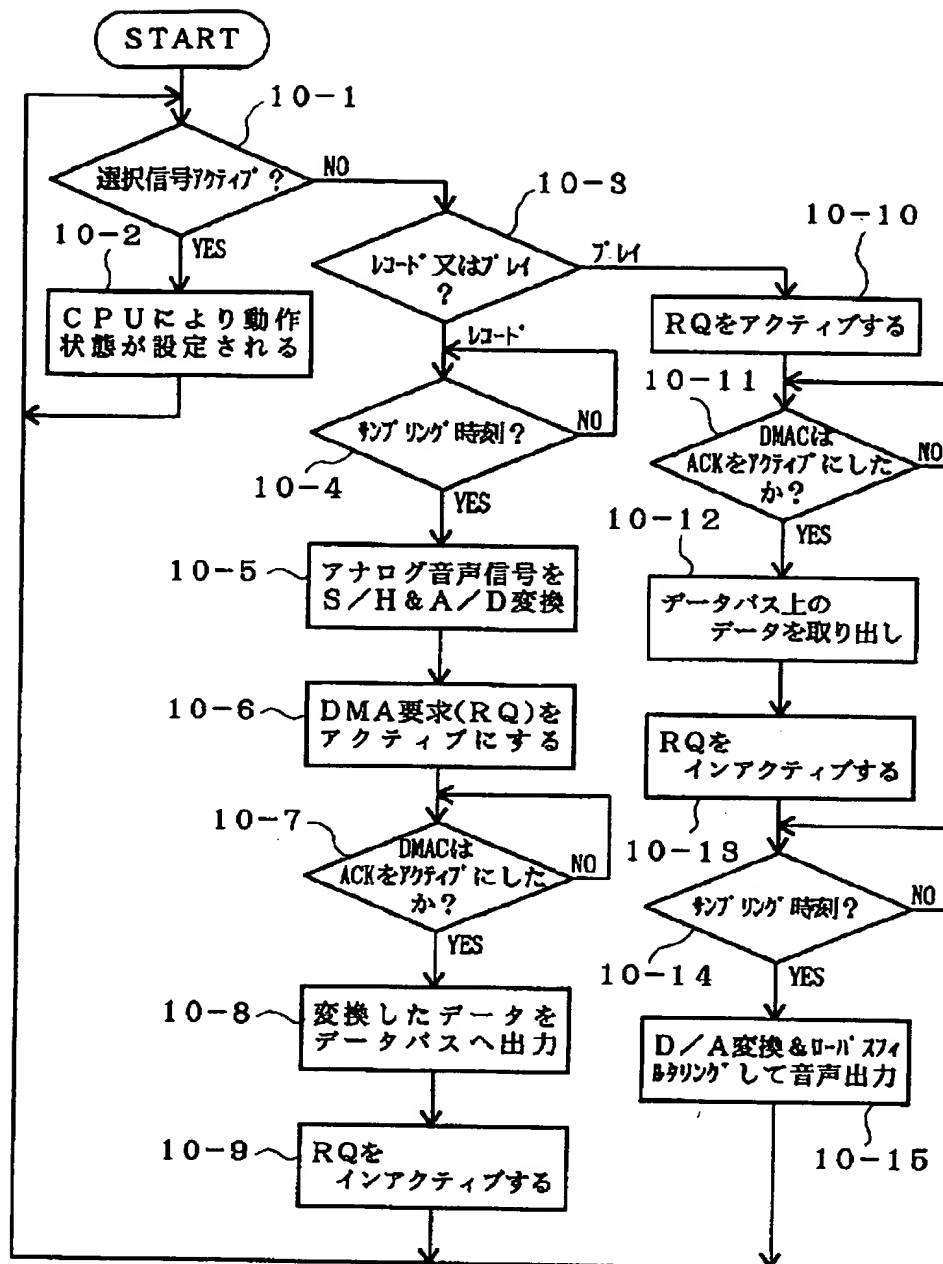 START
10-1
選択信号アクティブ?
NO
YES
10-2
CPUにより動作
状態が設定される
10-3
レコード又はプレイ
?
プレイ
レコード
サンプリング時刻?
NO
10-4
YES
10-5
アナログ音声信号を
S/H&A/D変換
10-6
DMA要求(RQ)を
アクティブにする
10-7
DMACは
ACKをアクティブにした
か?
NO
YES
10-8
変換したデータを
データバスへ出力
10-9
RQを
インアクティブする
10-10
RQをアクティブする
10-11
DMACは
ACKをアクティブにした
か?
NO
YES
10-12
データバス上の
データを取り出し
RQを
インアクティブする
10-13
サンプリング時刻?
NO
10-14
YES
D/A変換&ローパスフィ
ルタリングして音声出力
10-15